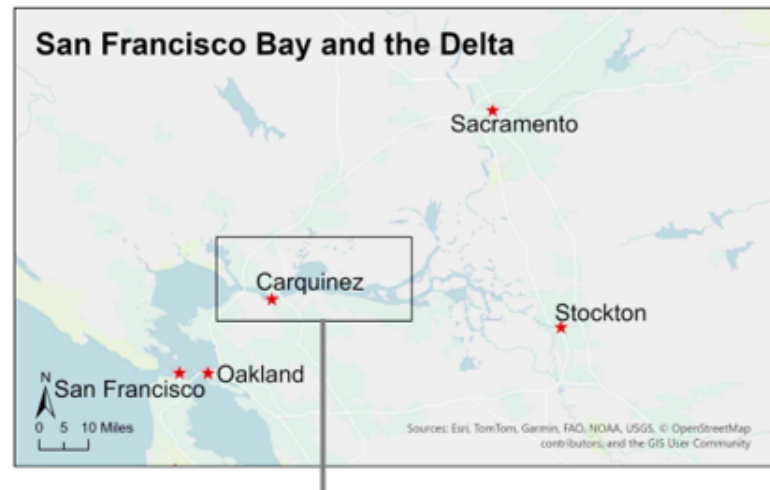 San Francisco Bay and the Delta
Sacramento
Carquinez
Stockton
Oakland
San Francisco
N
0 5 10 Miles
Sources: Esri, TomTom, Garmin, FAO, NOAA, USGS, © OpenStreetMap
contributors, and the GIS User Community